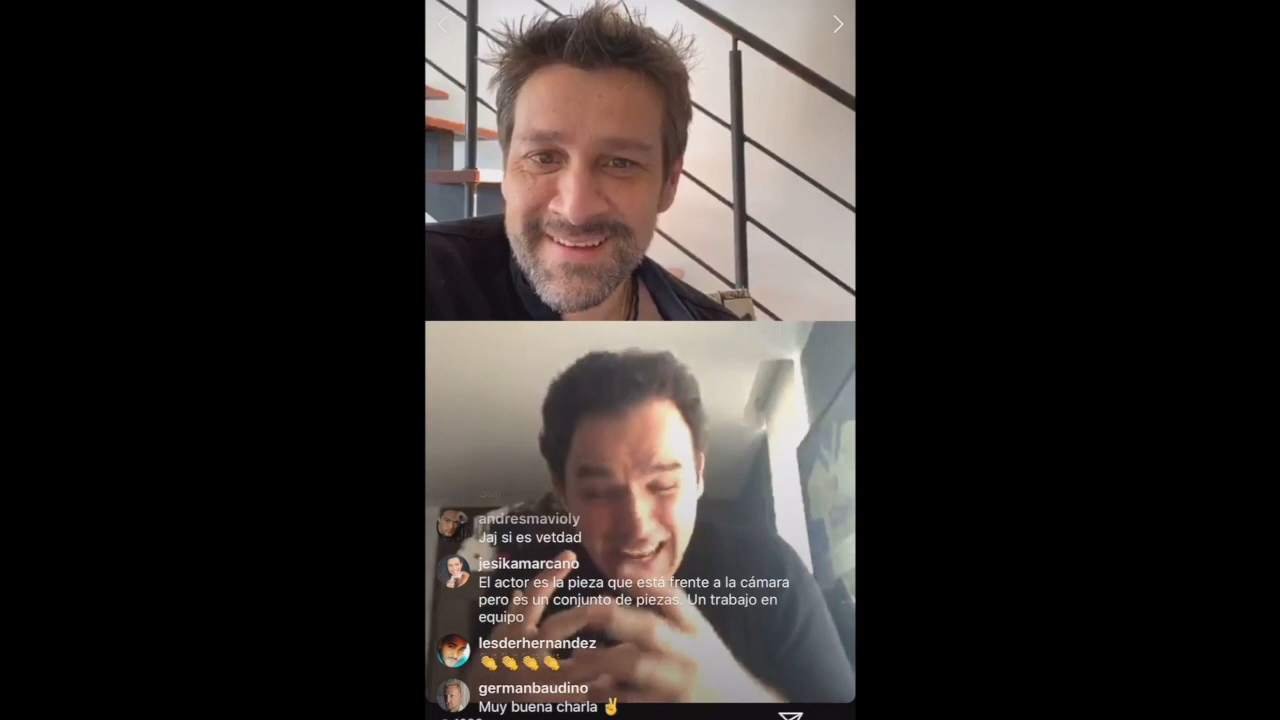 andresmavioly
Jaj si es vetdad
jesikamarcano
El actor es la pieza que está frente a la cámara
pero es un conjunto de piezas. Un trabajo en
equipo
lesderhernandez
👏👏👏👏
germanbaudino
Muy buena charla ✌️